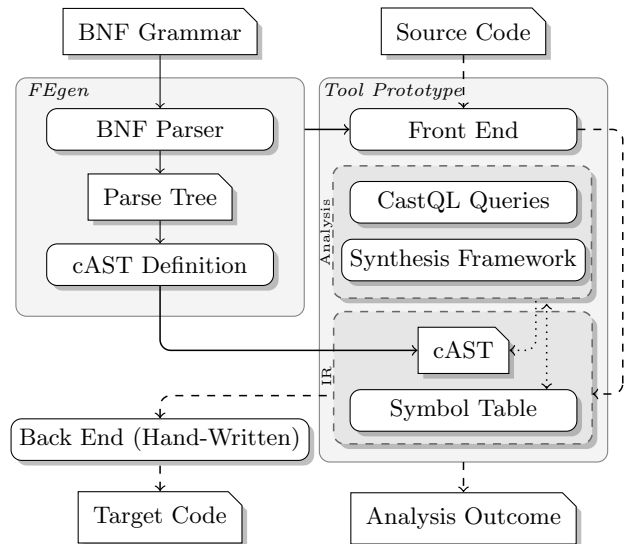 BNF Grammar
Source Code
FEgen
Tool Prototype
BNF Parser
Front End
Parse Tree
Analysis
CastQL Queries
cAST Definition
Synthesis Framework
cAST
IR
Symbol Table
Back End (Hand-Written)
Target Code
Analysis Outcome